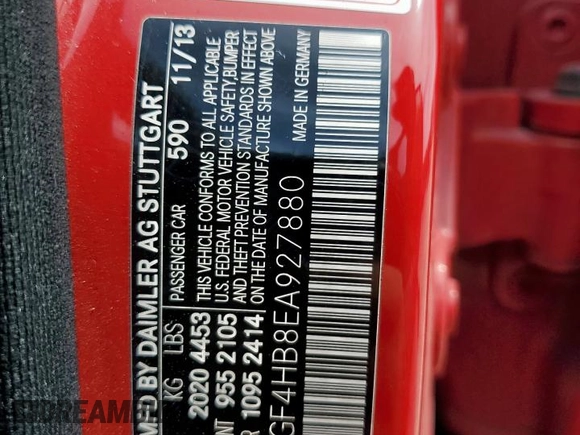 MED BY DAIMLER AG STUTTGART
PASSENGER CAR 590 11/13
KG LBS
2020 4453
955 2105
1095 2414
THIS VEHICLE CONFORMS TO ALL APPLICABLE
U.S. FEDERAL MOTOR VEHICLE SAFETY, BUMPER
AND THEFT PREVENTION STANDARDS IN EFFECT
ON THE DATE OF MANUFACTURE SHOWN ABOVE
GF4HB8EA927880
MADE IN GERMANY